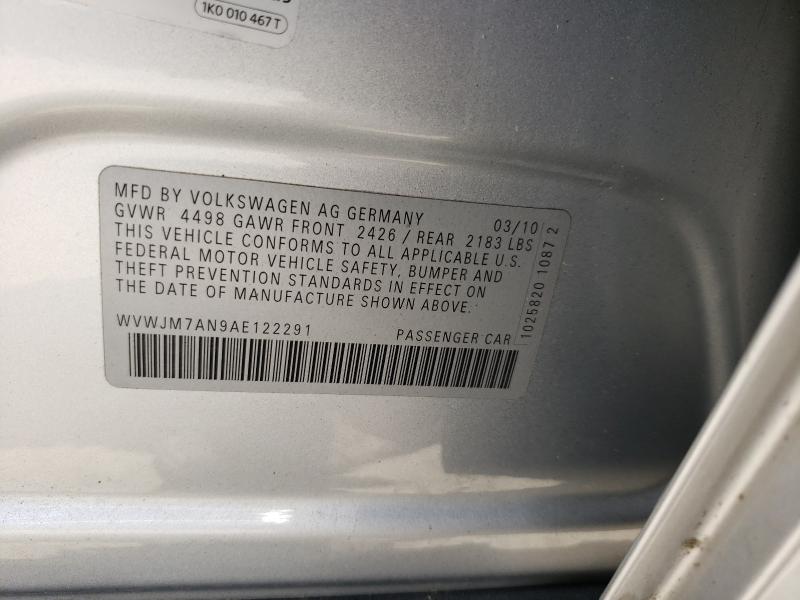 1K0 010 467 T
MFD BY VOLKSWAGEN AG GERMANY 03/10
GVWR 4498 GAWR FRONT 2426 / REAR 2183 LBS
THIS VEHICLE CONFORMS TO ALL APPLICABLE U.S.
FEDERAL MOTOR VEHICLE SAFETY, BUMPER AND
THEFT PREVENTION STANDARDS IN EFFECT ON
THE DATE OF MANUFACTURE SHOWN ABOVE.
WVWJM7AN9AE122291 PASSENGER CAR
1025820 1087 2